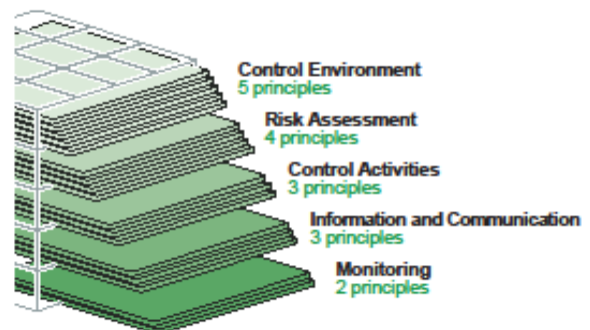 Control Environment
5 principles
Risk Assessment
4 principles
Control Activities
3 principles
Information and Communication
3 principles
Monitoring
2 principles